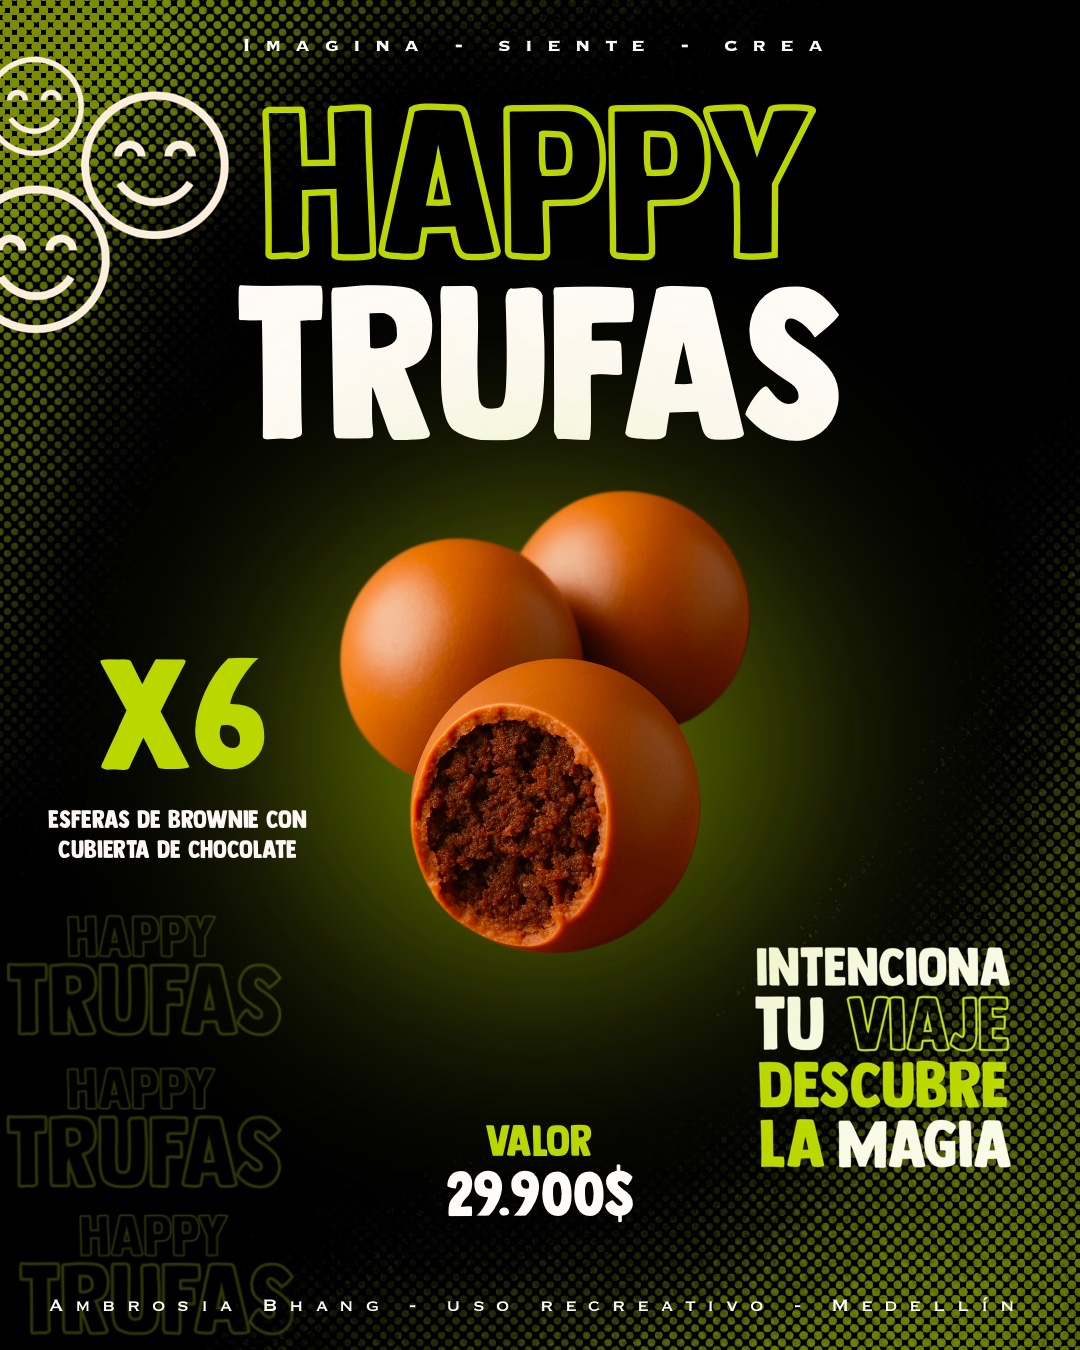 IMAGINA - SIENTE - CREA
HAPPY
TRUFAS
X6
ESFERAS DE BROWNIE CON
CUBIERTA DE CHOCOLATE
HAPPY
TRUFAS
HAPPY
TRUFAS
HAPPY
TRUFAS
INTENCIONA
TU VIAJE
DESCUBRE
LA MAGIA
VALOR
29.900$
AMBROSIA BHANG - USO RECREATIVO - MEDELLÍN